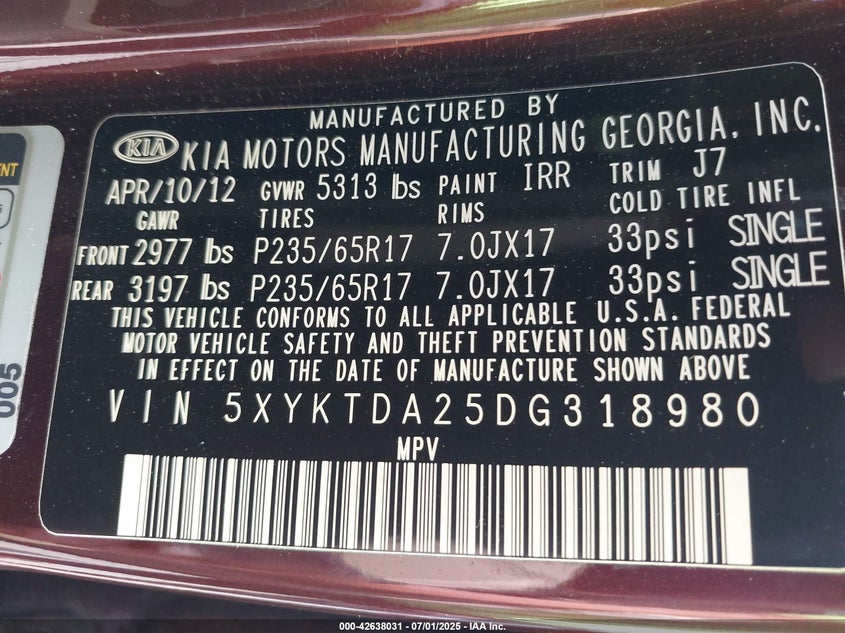 MANUFACTURED BY
KIA KIA MOTORS MANUFACTURING GEORGIA, INC.
APR/10/12 GVWR 5313 lbs PAINT IRR TRIM J7
GAWR TIRES RIMS COLD TIRE INFL
FRONT 2977 lbs P235/65R17 7.0JX17 33psi SINGLE
REAR 3197 lbs P235/65R17 7.0JX17 33psi SINGLE
THIS VEHICLE CONFORMS TO ALL APPLICABLE U.S.A. FEDERAL
MOTOR VEHICLE SAFETY AND THEFT PREVENTION STANDARDS
IN EFFECT ON THE DATE OF MANUFACTURE SHOWN ABOVE
VIN 5XYKTDA25DG318980
MPV
005
000-42638031 - 07/01/2025 - IAA Inc.